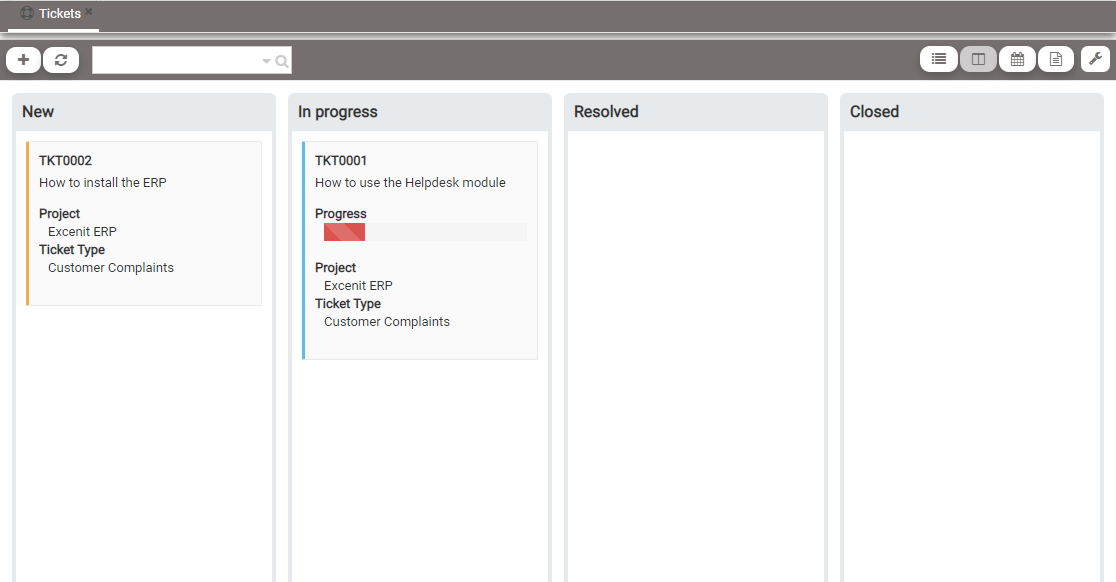 Tickets
New
TKT0002
How to install the ERP
Project
Excenit ERP
Ticket Type
Customer Complaints
In progress
TKT0001
How to use the Helpdesk module
Progress
Project
Excenit ERP
Ticket Type
Customer Complaints
Resolved
Closed